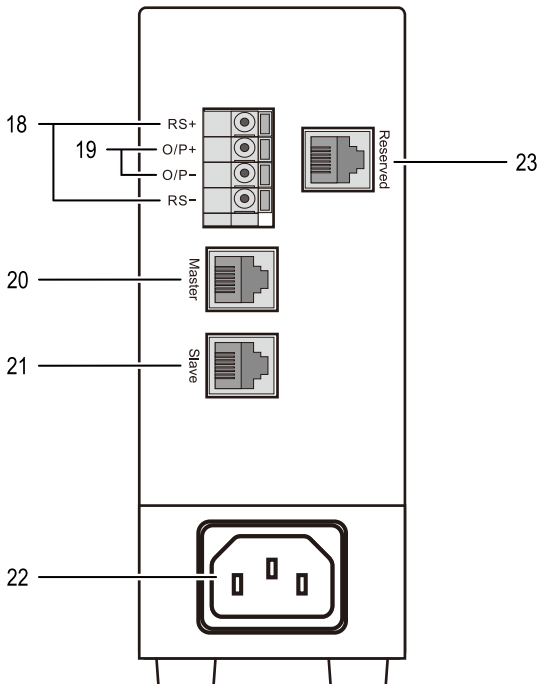 18
RS+
19
O/P+
O/P−
RS−
Reserved
23
20
Master
21
Slave
22